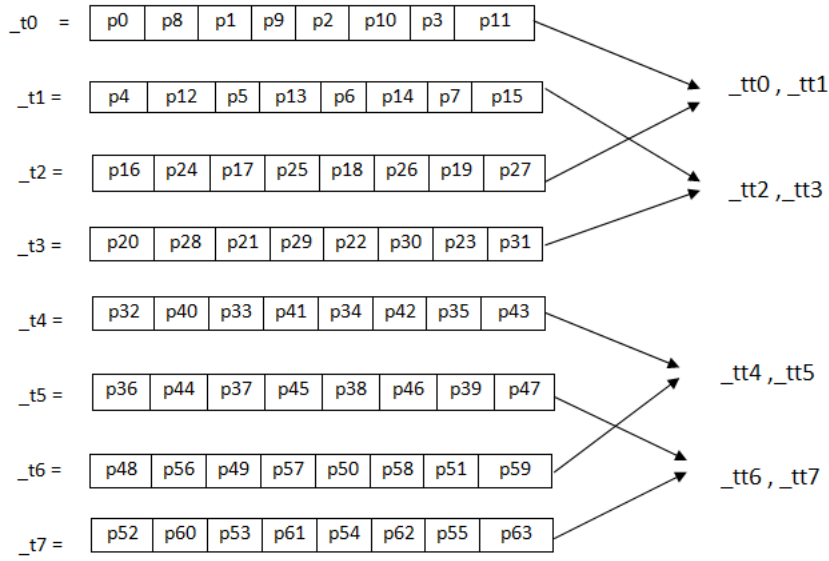 _t0 = p0 p8 p1 p9 p2 p10 p3 p11
_tt0 , _tt1
_t1 = p4 p12 p5 p13 p6 p14 p7 p15
_t2 = p16 p24 p17 p25 p18 p26 p19 p27
_tt2 ,_tt3
_t3 = p20 p28 p21 p29 p22 p30 p23 p31
_t4 = p32 p40 p33 p41 p34 p42 p35 p43
_tt4 ,_tt5
_t5 = p36 p44 p37 p45 p38 p46 p39 p47
_t6 = p48 p56 p49 p57 p50 p58 p51 p59
_tt6 , _tt7
_t7 = p52 p60 p53 p61 p54 p62 p55 p63